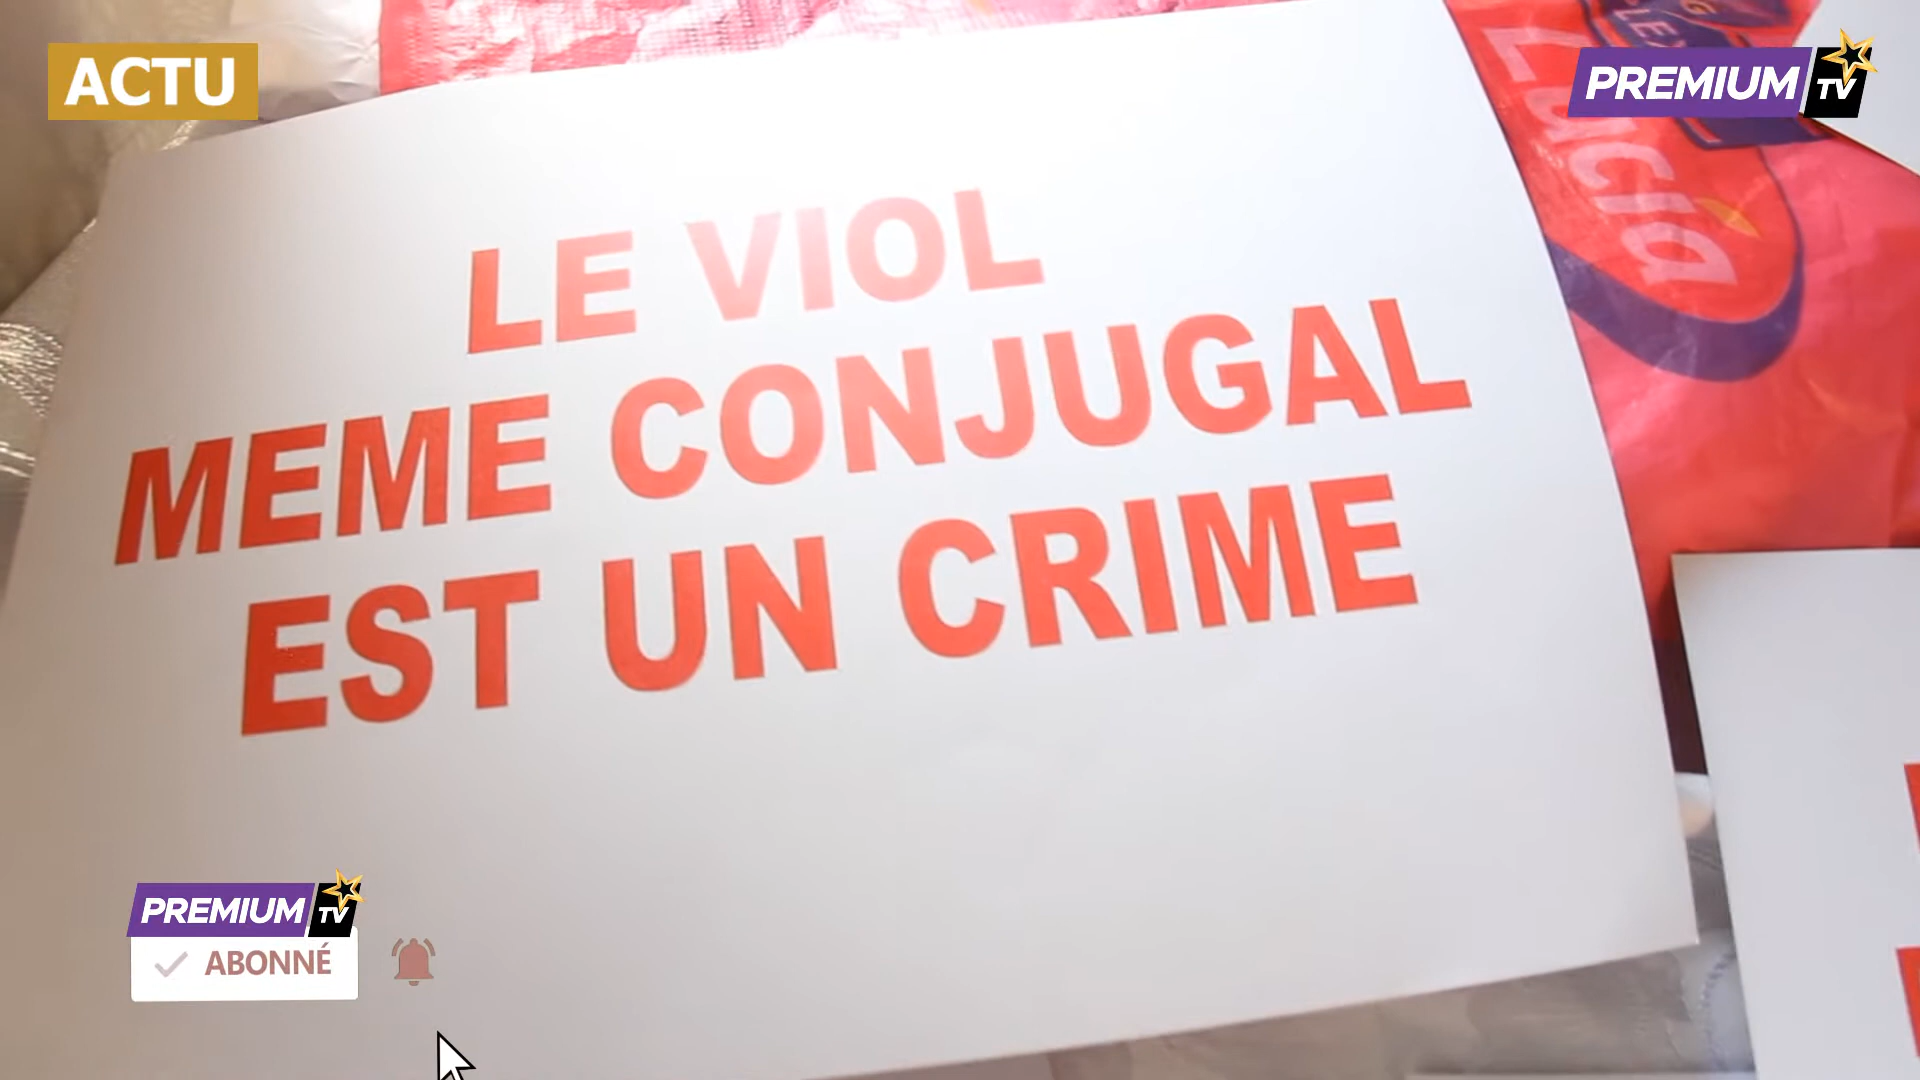 ACTU
PREMIUM TV
Lucia
LE VIOL
MEME CONJUGAL
EST UN CRIME
PREMIUM TV
ABONNÉ